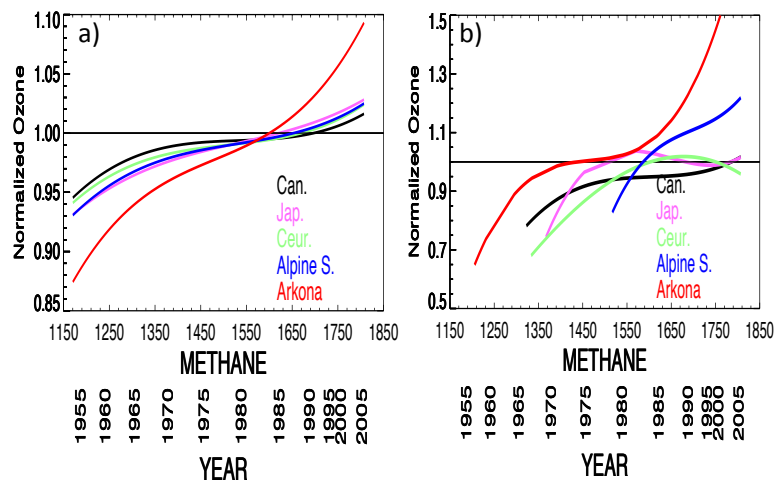 a)
Normalized Ozone
1.10
1.05
1.00
0.95
0.90
0.85
Can.
Jap.
Ceur.
Alpine S.
Arkona
1150 1250 1350 1450 1550 1650 1750 1850
METHANE
1955 1960 1965 1970 1975 1980 1985 1990 1995 2000 2005
YEAR
b)
Normalized Ozone
1.5
1.3
1.1
0.9
0.7
0.5
Can.
Jap.
Ceur.
Alpine S.
Arkona
1150 1250 1350 1450 1550 1650 1750 1850
METHANE
1955 1960 1965 1970 1975 1980 1985 1990 1995 2000 2005
YEAR